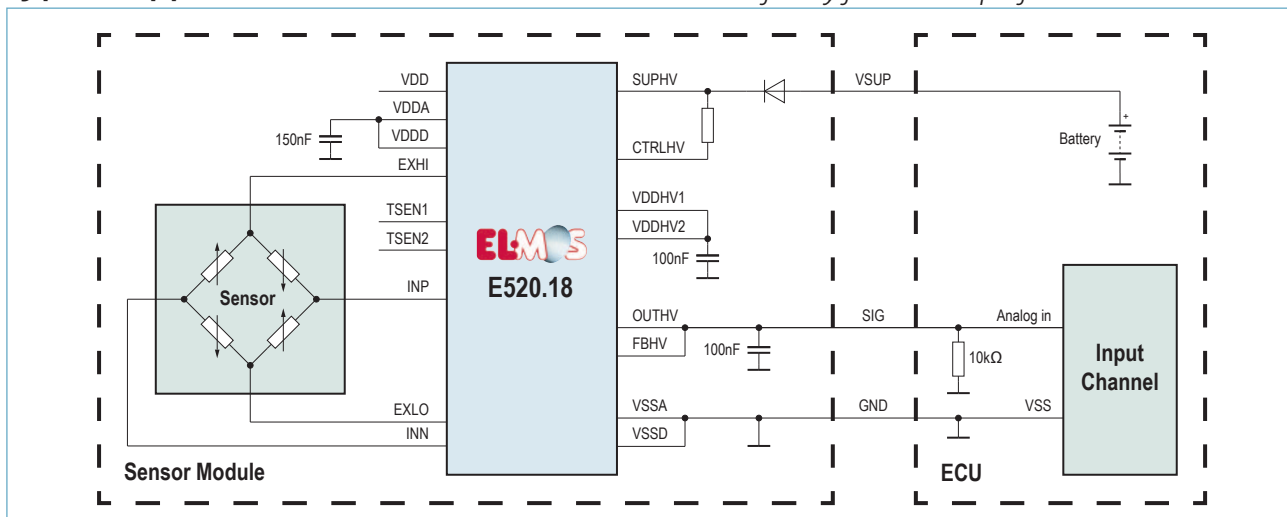 VDD
VDDA
150nF
VDDD
EXHI
TSEN1
TSEN2
Sensor
INP
EXLO
INN
Sensor Module
ELMOS
E520.18
SUPHV
VSUP
CTRLHV
VDDHV1
VDDHV2
100nF
OUTHV
SIG
FBHV
100nF
VSSA
GND
VSSD
+
Battery
Analog in
10kΩ
Input
Channel
VSS
ECU